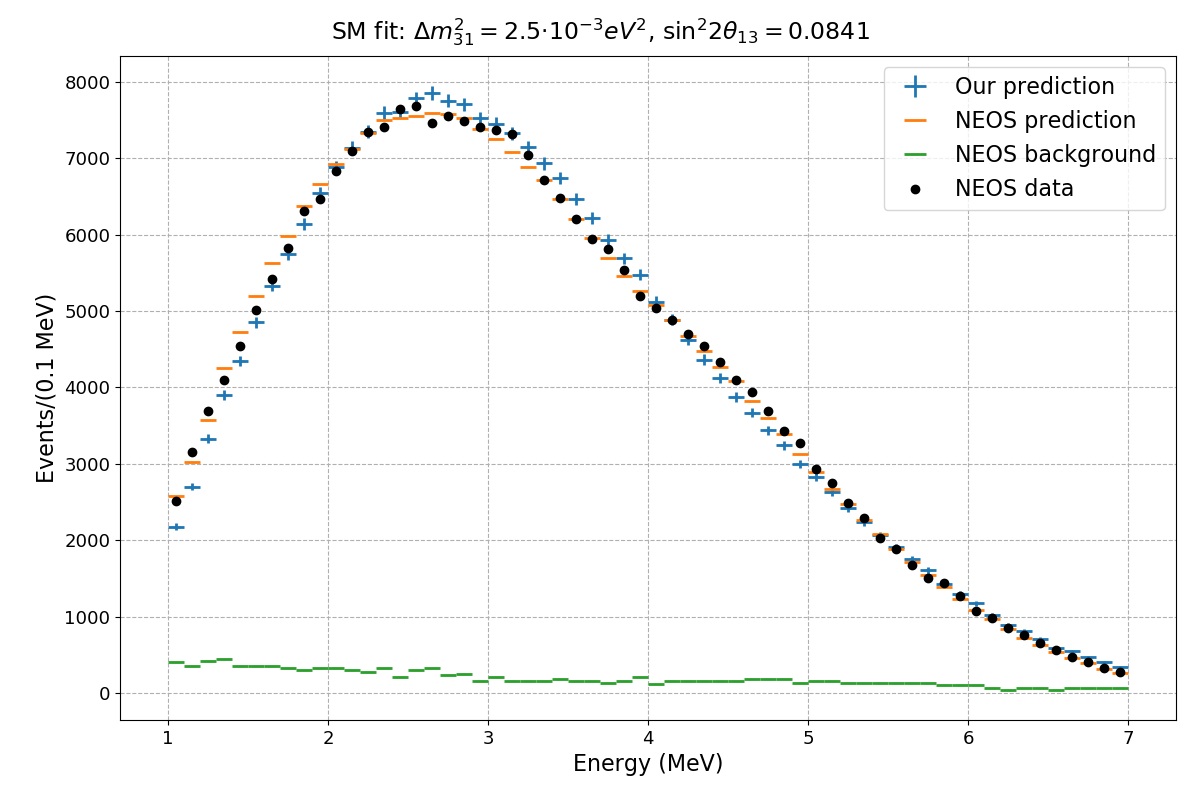 SM fit: Δm²₃₁ = 2.5·10⁻³eV², sin²2θ₁₃ = 0.0841
Our prediction
NEOS prediction
NEOS background
NEOS data
Events/(0.1 MeV)
8000
7000
6000
5000
4000
3000
2000
1000
0
1 2 3 4 5 6 7
Energy (MeV)